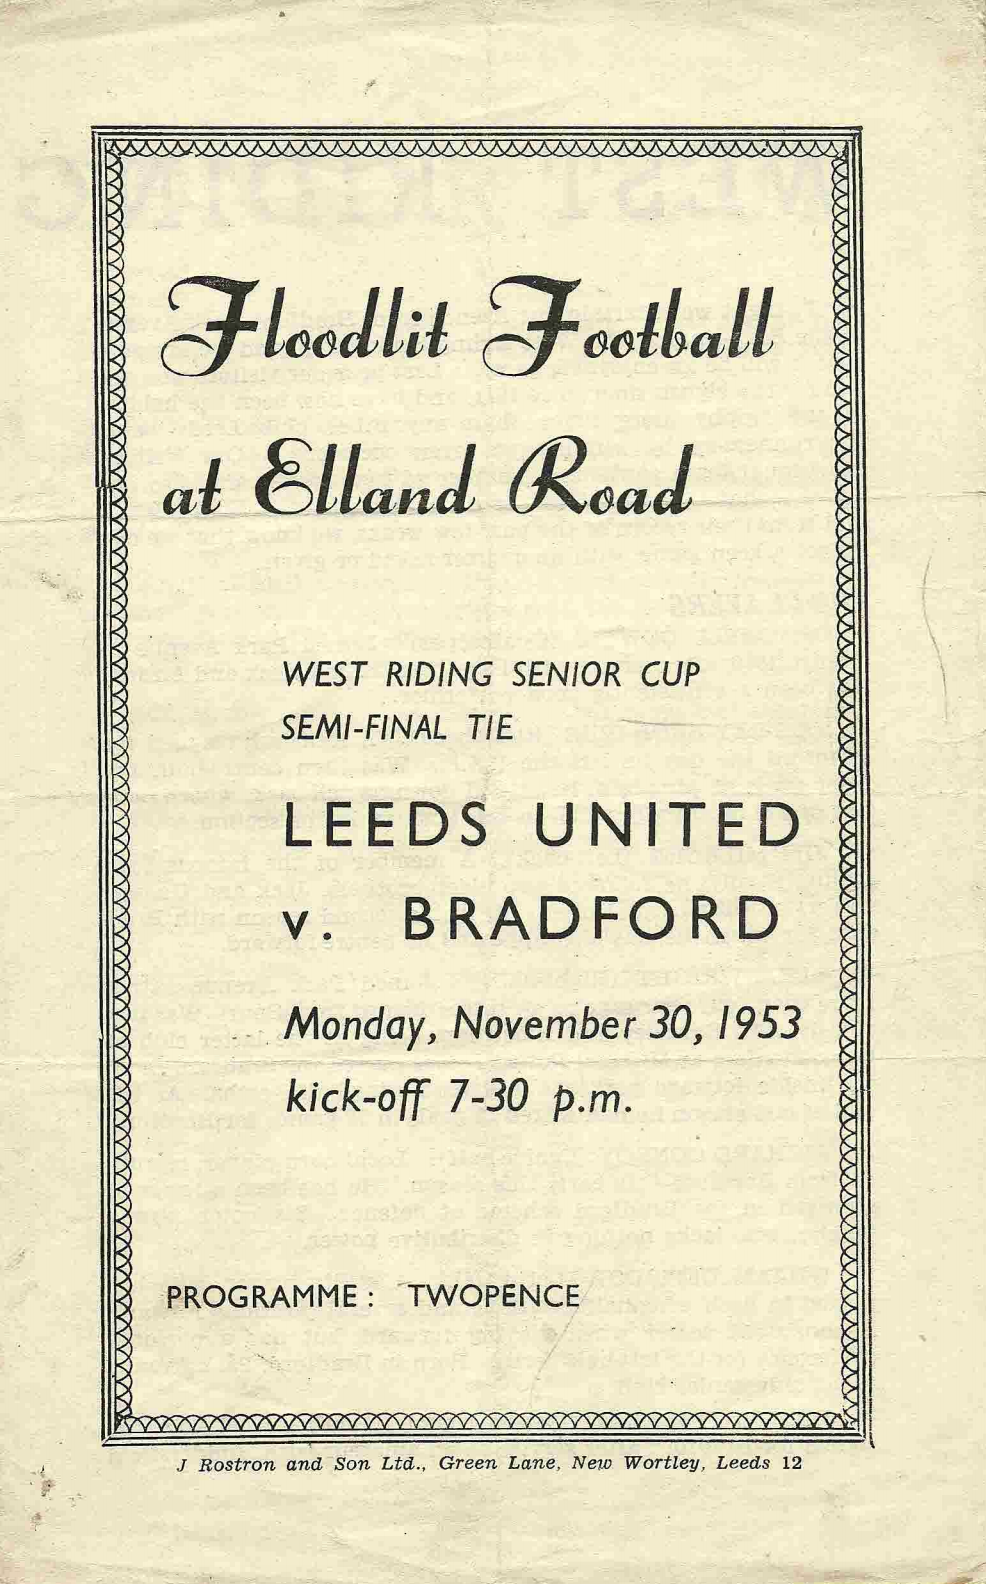 Floodlit Football
at Elland Road
WEST RIDING SENIOR CUP
SEMI-FINAL TIE
LEEDS UNITED
v. BRADFORD
Monday, November 30, 1953
kick-off 7-30 p.m.
PROGRAMME: TWOPENCE
J Rostron and Son Ltd., Green Lane, New Wortley, Leeds 12